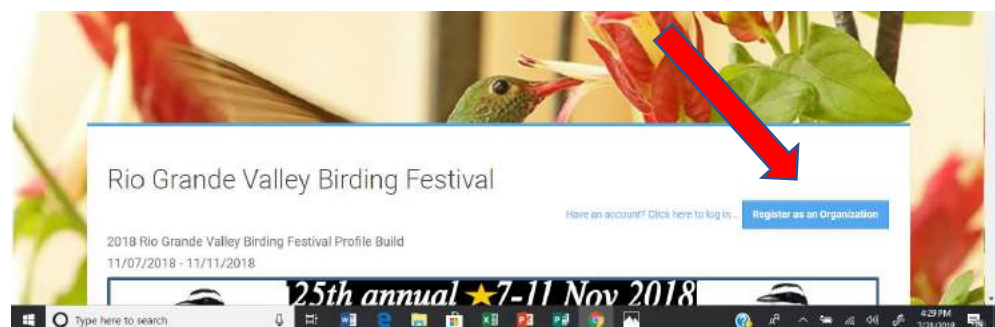 Rio Grande Valley Birding Festival
Have an account? Click here to log in... Register as an Organization
2018 Rio Grande Valley Birding Festival Profile Build
11/07/2018 - 11/11/2018
25th annual ★7-11 Nov 2018
Type here to search
4:29 PM